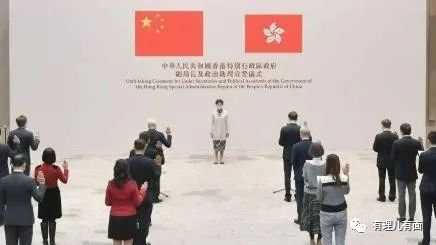 中華人民共和國香港特別行政區政府
副局長及政治助理宣誓儀式
Oath-taking Ceremony for Under Secretaries and Political Assistants of the Government of
the Hong Kong Special Administrative Region of the People's Republic of China
有理儿有面